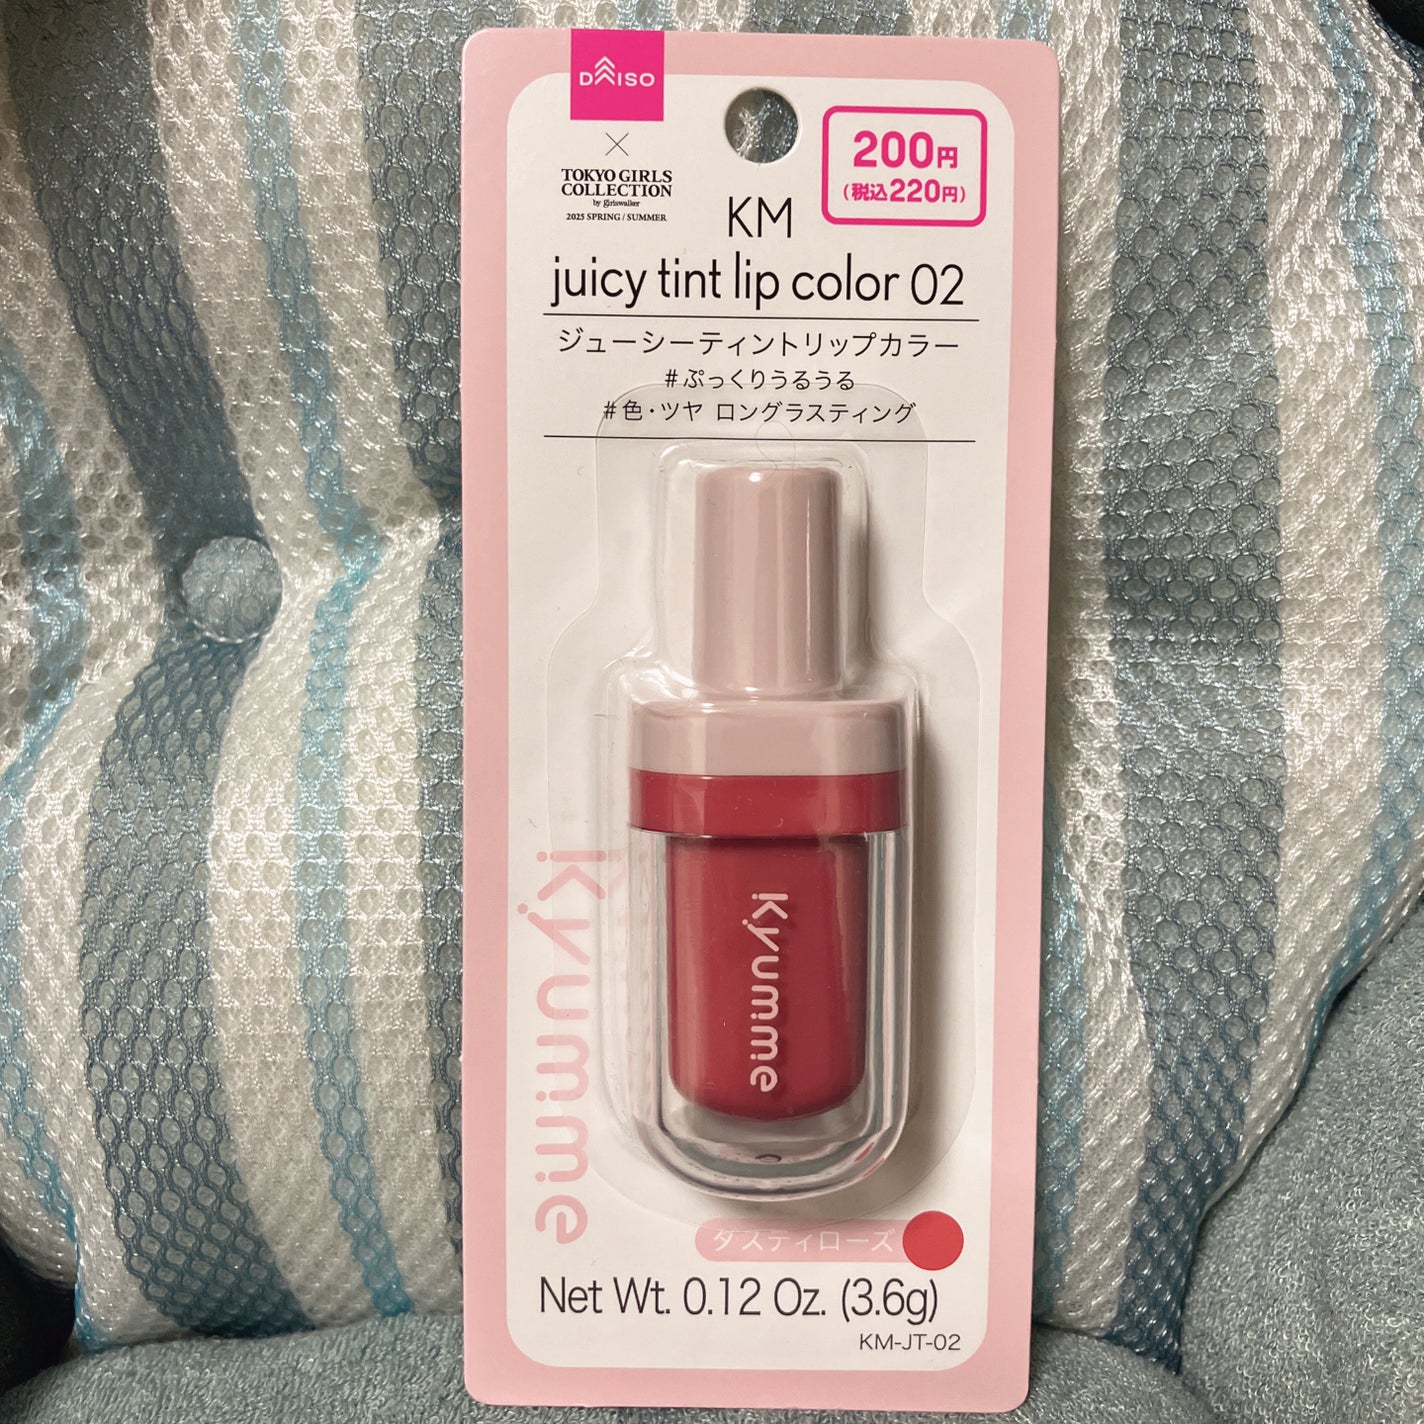 DAISO
×
TOKYO GIRLS
COLLECTION
by girlswalker
2025 SPRING / SUMMER
200円
(税込220円)
KM
juicy tint lip color 02
ジューシーティントリップカラー
#ぷっくりうるうる
#色・ツヤ ロングラスティング
Kyumme
Kyumme
ダスティローズ
Net Wt. 0.12 Oz. (3.6g)
KM-JT-02